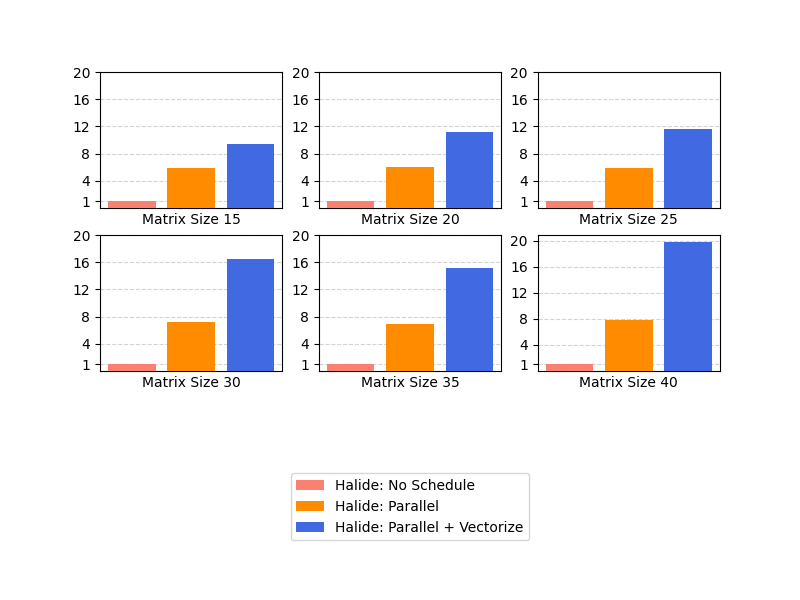 20 16 12 8 4 1
20 16 12 8 4 1
20 16 12 8 4 1
Matrix Size 15
Matrix Size 20
Matrix Size 25
20 16 12 8 4 1
20 16 12 8 4 1
20 16 12 8 4 1
Matrix Size 30
Matrix Size 35
Matrix Size 40
Halide: No Schedule
Halide: Parallel
Halide: Parallel + Vectorize